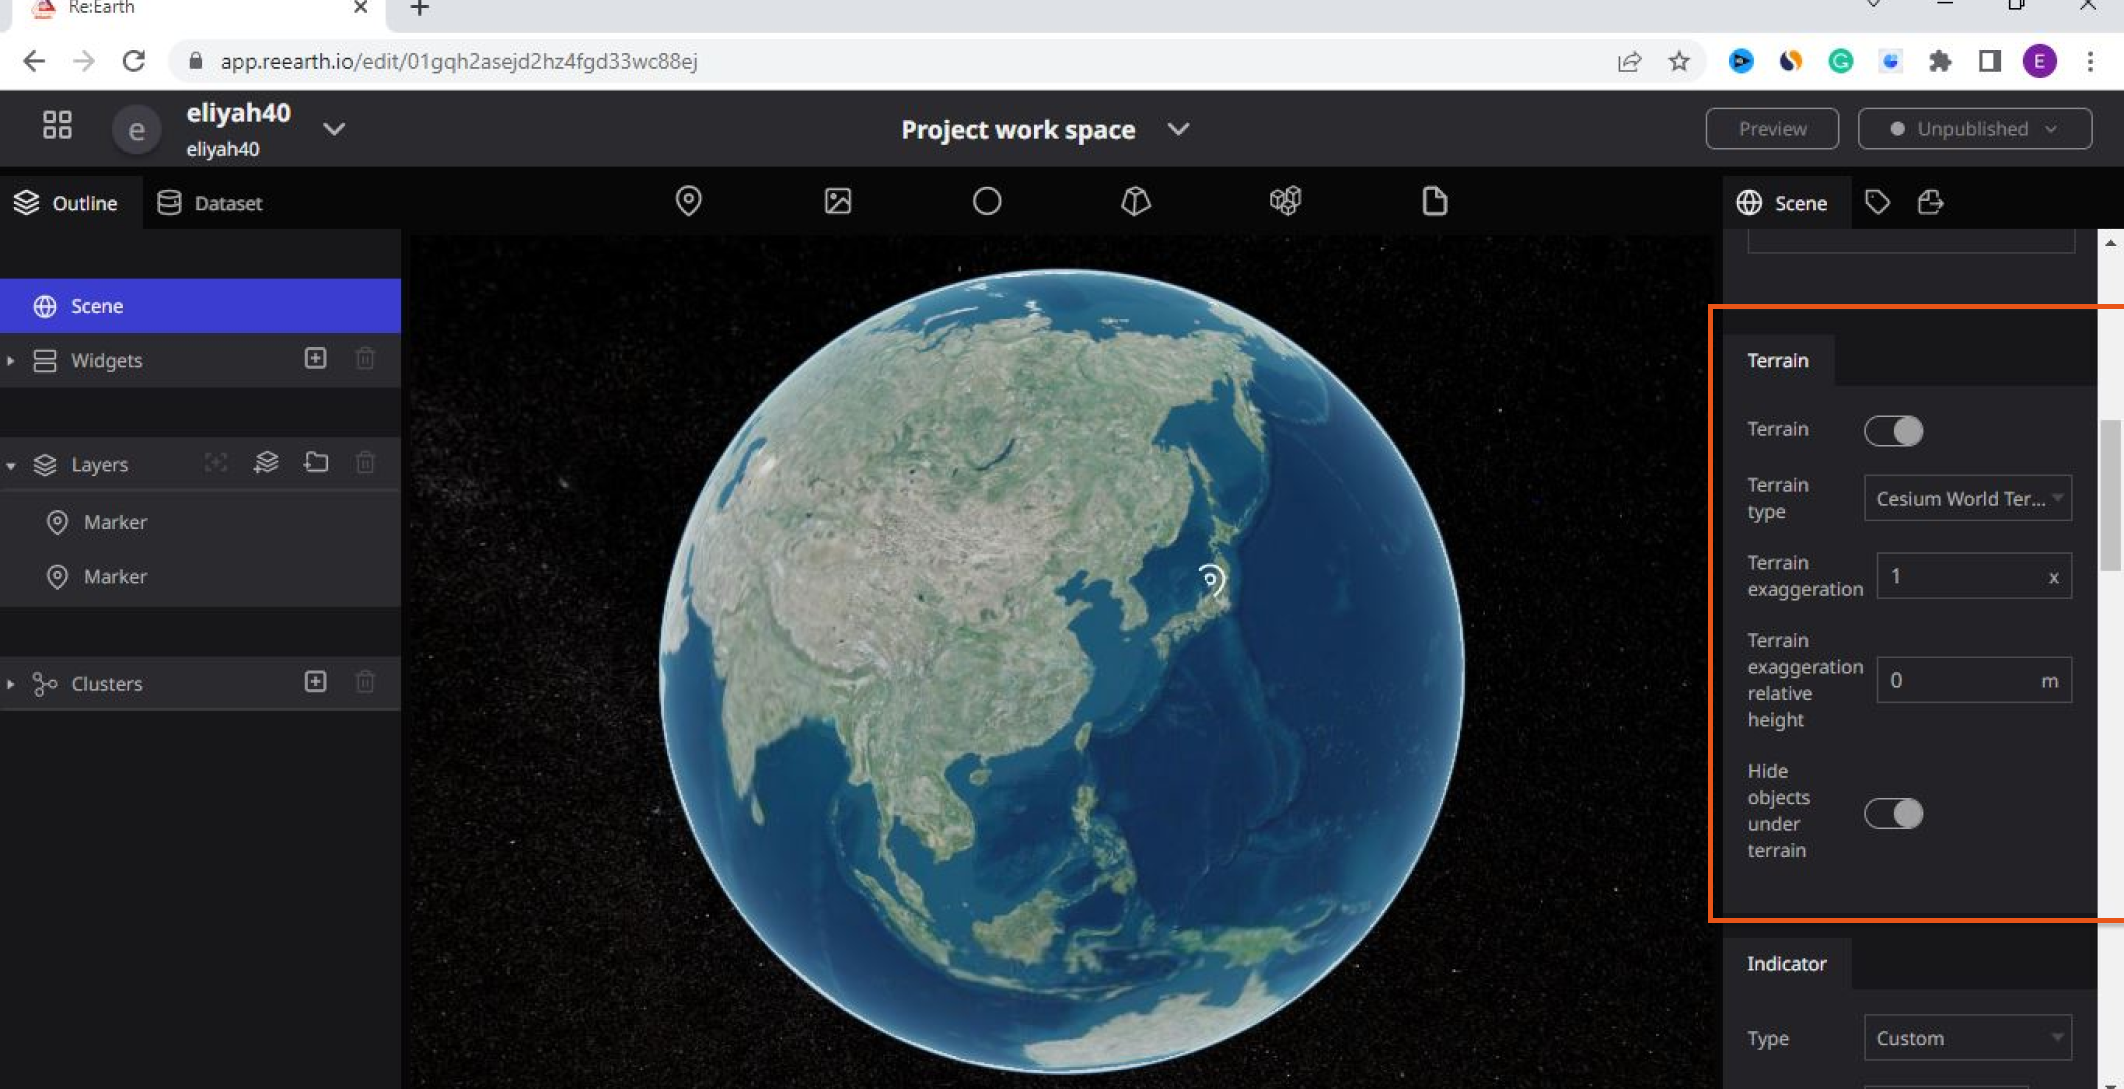 Re:Earth
app.reearth.io/edit/01gqh2asejd2hz4fgd33wc88ej
E
e
eliyah40
eliyah40
Project work space
Preview
Unpublished
Outline
Dataset
Scene
Scene
Widgets
Layers
Marker
Marker
Clusters
Terrain
Terrain
Terrain
type
Cesium World Ter...
Terrain
exaggeration
1 x
Terrain
exaggeration
relative
height
0 m
Hide
objects
under
terrain
Indicator
Type
Custom